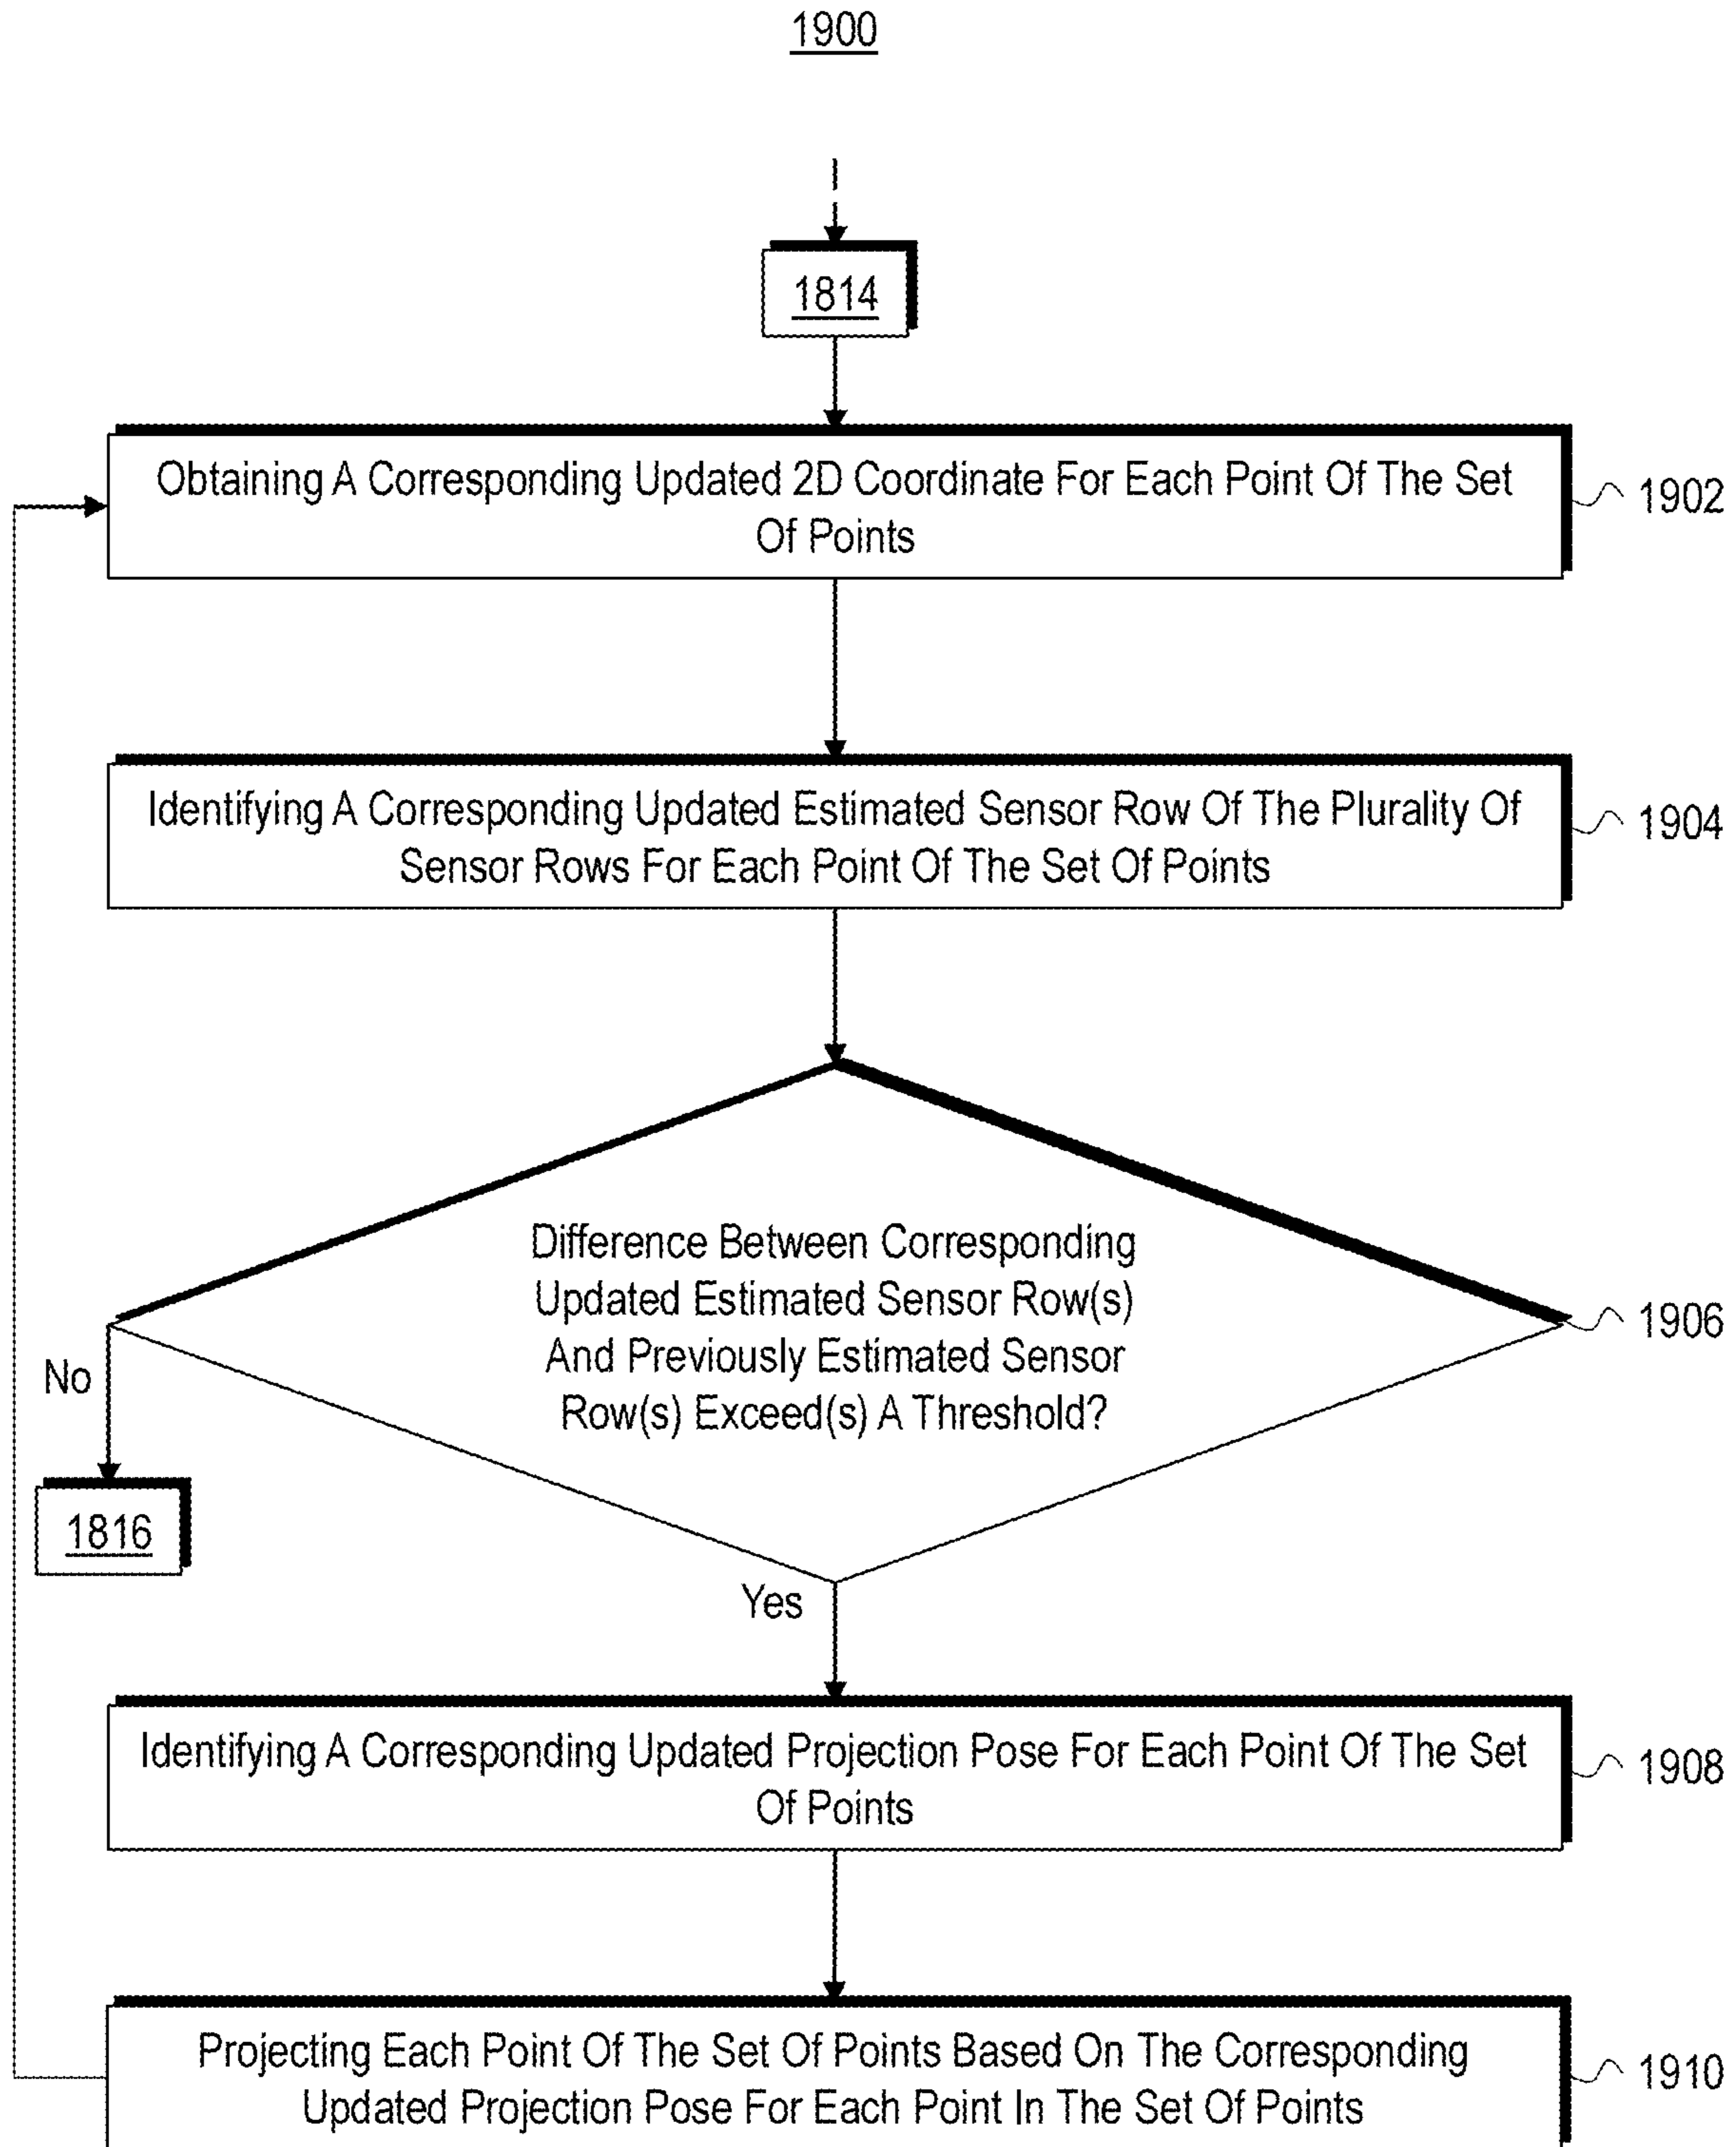 1900
1814
Obtaining A Corresponding Updated 2D Coordinate For Each Point Of The Set
Of Points
1902
Identifying A Corresponding Updated Estimated Sensor Row Of The Plurality Of
Sensor Rows For Each Point Of The Set Of Points
1904
Difference Between Corresponding
Updated Estimated Sensor Row(s)
And Previously Estimated Sensor
Row(s) Exceed(s) A Threshold?
1906
No
1816
Yes
Identifying A Corresponding Updated Projection Pose For Each Point Of The Set
Of Points
1908
Projecting Each Point Of The Set Of Points Based On The Corresponding
Updated Projection Pose For Each Point In The Set Of Points
1910